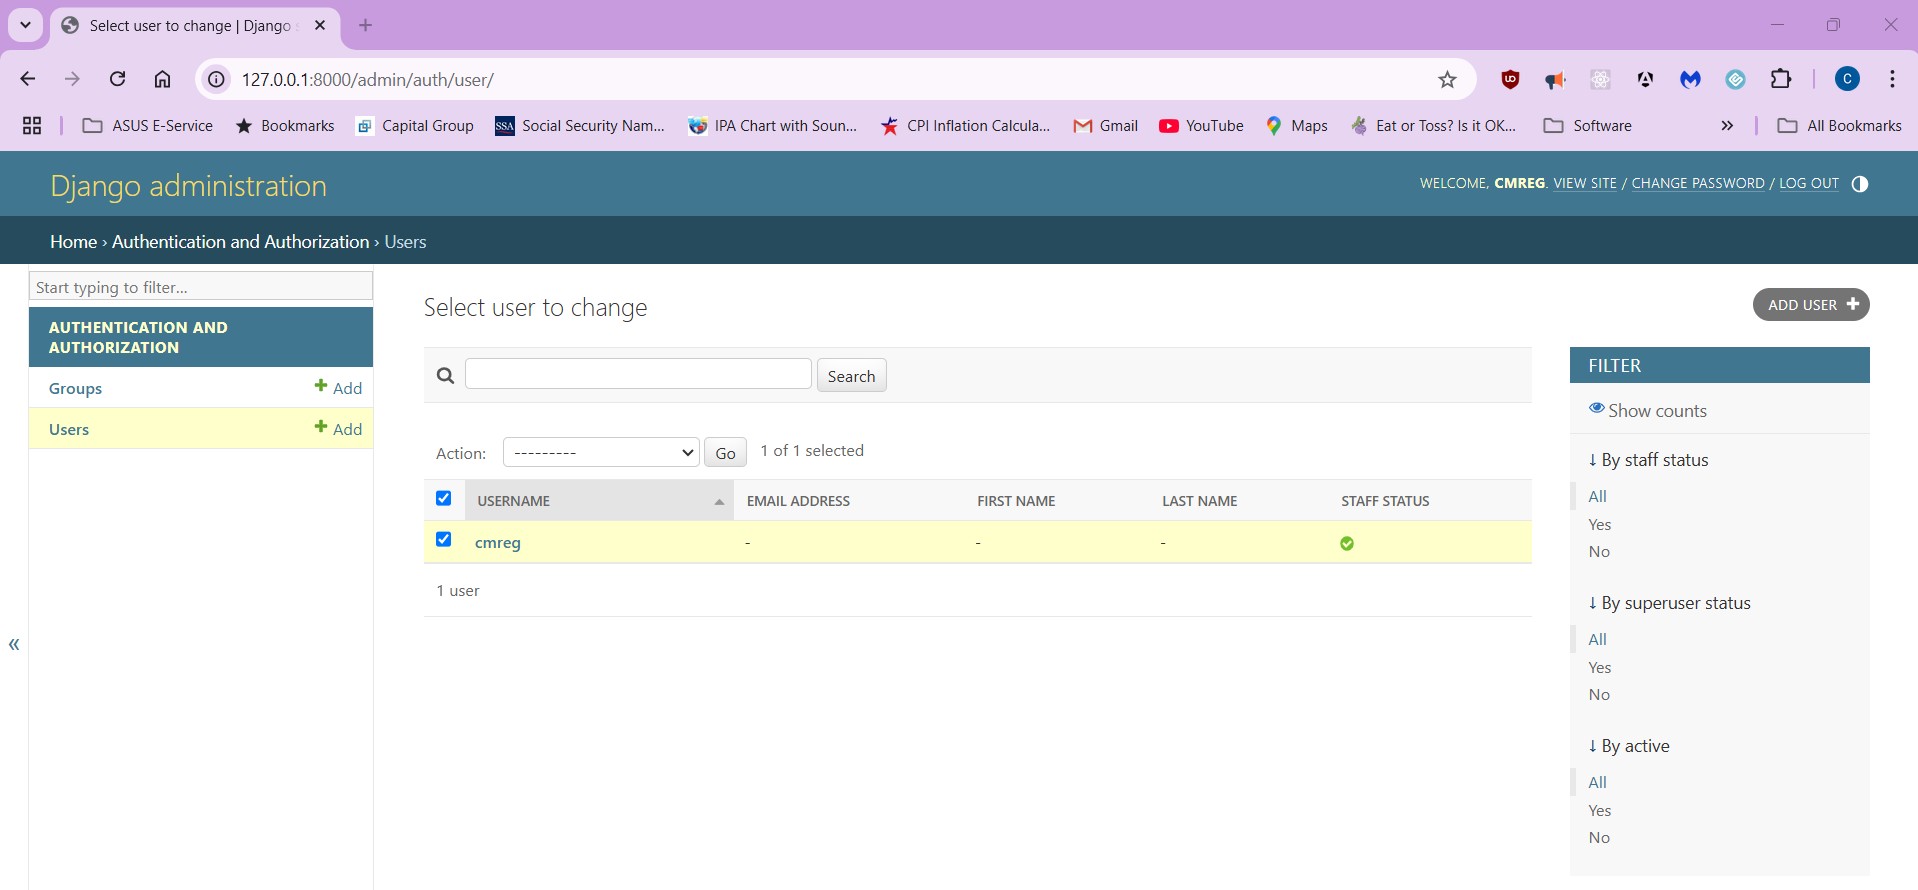 Select user to change | Django s
127.0.0.1:8000/admin/auth/user/
C
ASUS E-Service Bookmarks Capital Group SSA Social Security Nam... IPA Chart with Soun... CPI Inflation Calcula... Gmail YouTube Maps Eat or Toss? Is it OK... Software » All Bookmarks
Django administration
WELCOME, CMREG. VIEW SITE / CHANGE PASSWORD / LOG OUT
Home › Authentication and Authorization › Users
Start typing to filter...
AUTHENTICATION AND
AUTHORIZATION
Groups + Add
Users + Add
«
Select user to change
ADD USER +
Search
Action: --------- Go 1 of 1 selected
USERNAME EMAIL ADDRESS FIRST NAME LAST NAME STAFF STATUS
cmreg - - -
1 user
FILTER
Show counts
↓ By staff status
All
Yes
No
↓ By superuser status
All
Yes
No
↓ By active
All
Yes
No